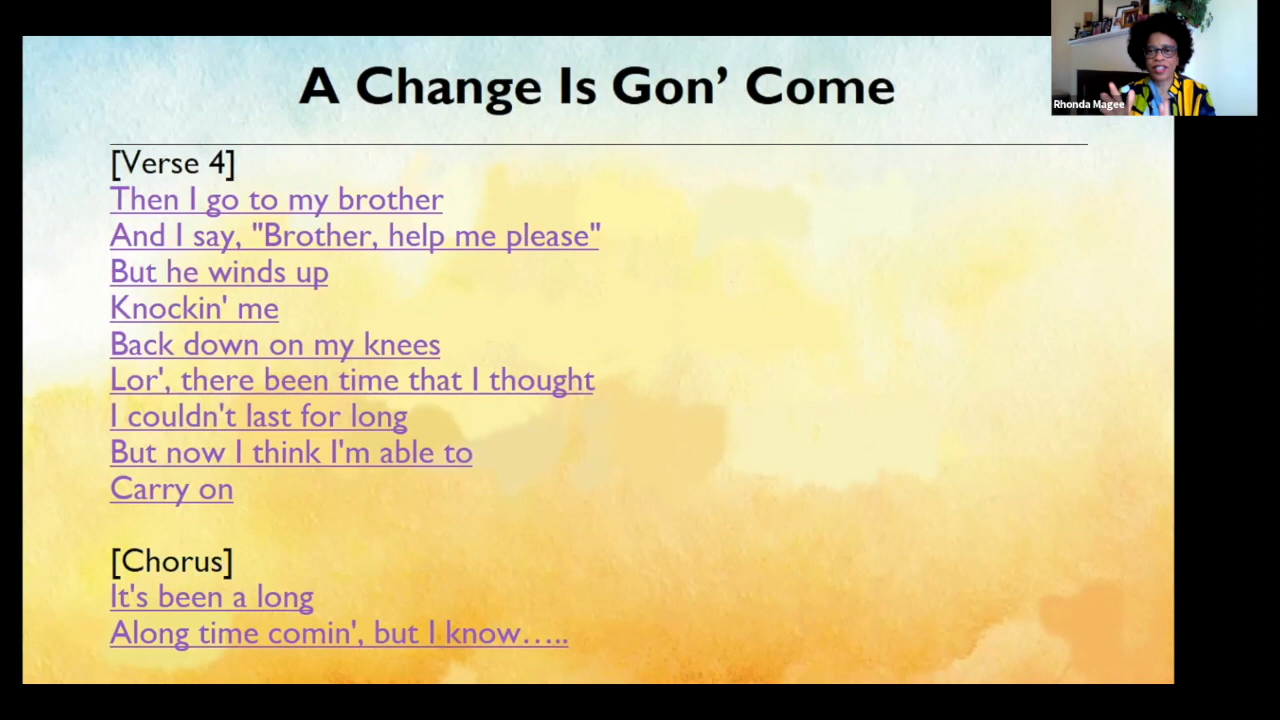 A Change Is Gon’ Come
Rhonda Magee
[Verse 4]
Then I go to my brother
And I say, "Brother, help me please"
But he winds up
Knockin' me
Back down on my knees
Lor', there been time that I thought
I couldn't last for long
But now I think I'm able to
Carry on
[Chorus]
It's been a long
Along time comin', but I know…..